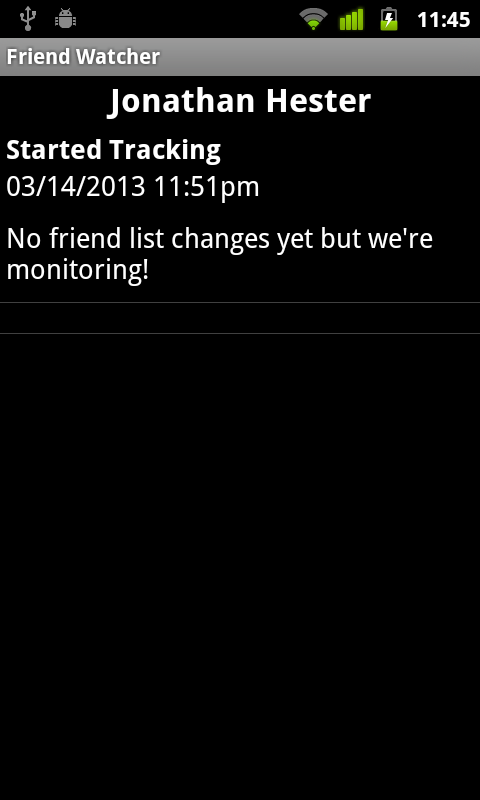 11:45
Friend Watcher
Jonathan Hester
Started Tracking
03/14/2013 11:51pm
No friend list changes yet but we're
monitoring!